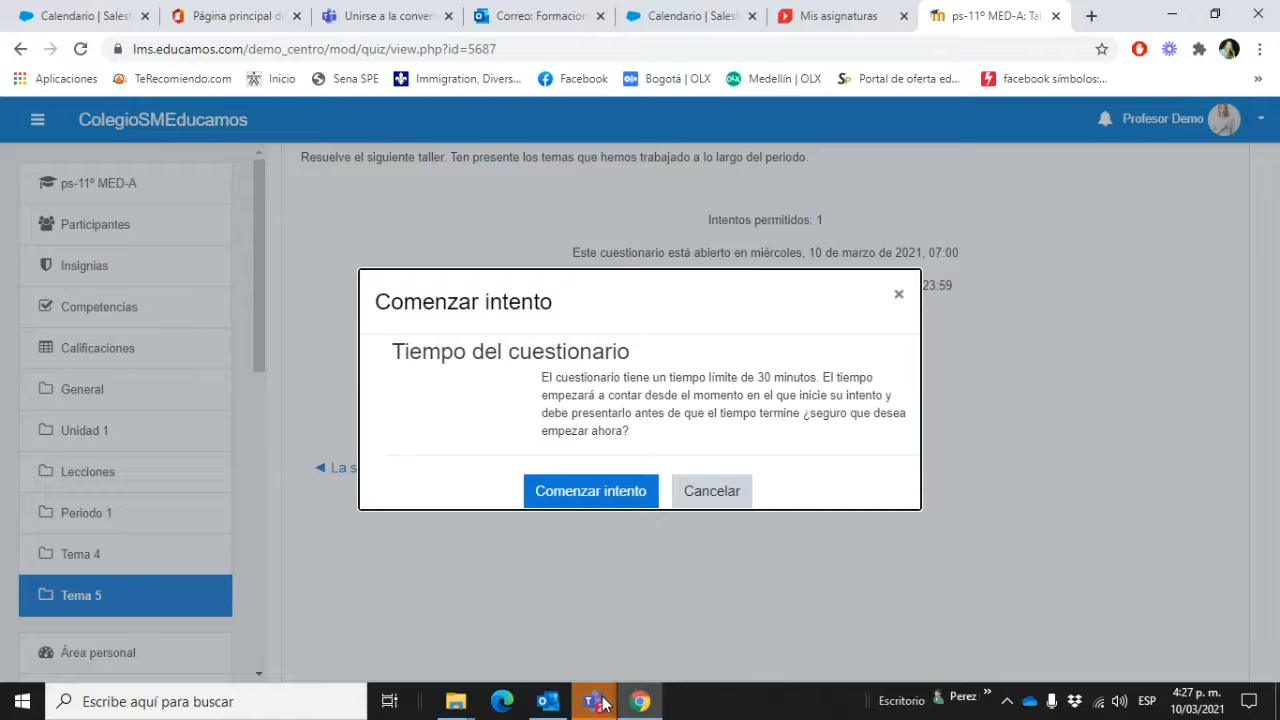 Calendario | Salest
Página principal d
Unirse a la conver
Correo: Formacion
Calendario | Salest
Mis asignaturas
ps-11º MED-A: Tal
lms.educamos.com/demo_centro/mod/quiz/view.php?id=5687
Aplicaciones
TeRecomiendo.com
Inicio
Sena SPE
Immigration, Divers...
Facebook
Bogotá | OLX
Medellín | OLX
Portal de oferta ed...
facebook símbolos:...
»
ColegioSMEducamos
Profesor Demo
ps-11º MED-A
Participantes
Insignias
Competencias
Calificaciones
General
Unidad 1
Lecciones
Periodo 1
Tema 4
Tema 5
Área personal
Resuelve el siguiente taller. Ten presente los temas que hemos trabajado a lo largo del periodo.
Intentos permitidos: 1
Este cuestionario está abierto en miércoles, 10 de marzo de 2021, 07:00
23:59
◄ La s
Comenzar intento
×
Tiempo del cuestionario
El cuestionario tiene un tiempo límite de 30 minutos. El tiempo
empezará a contar desde el momento en el que inicie su intento y
debe presentarlo antes de que el tiempo termine ¿seguro que desea
empezar ahora?
Comenzar intento
Cancelar
Escribe aquí para buscar
Escritorio
Perez
»
ESP
4:27 p. m.
10/03/2021